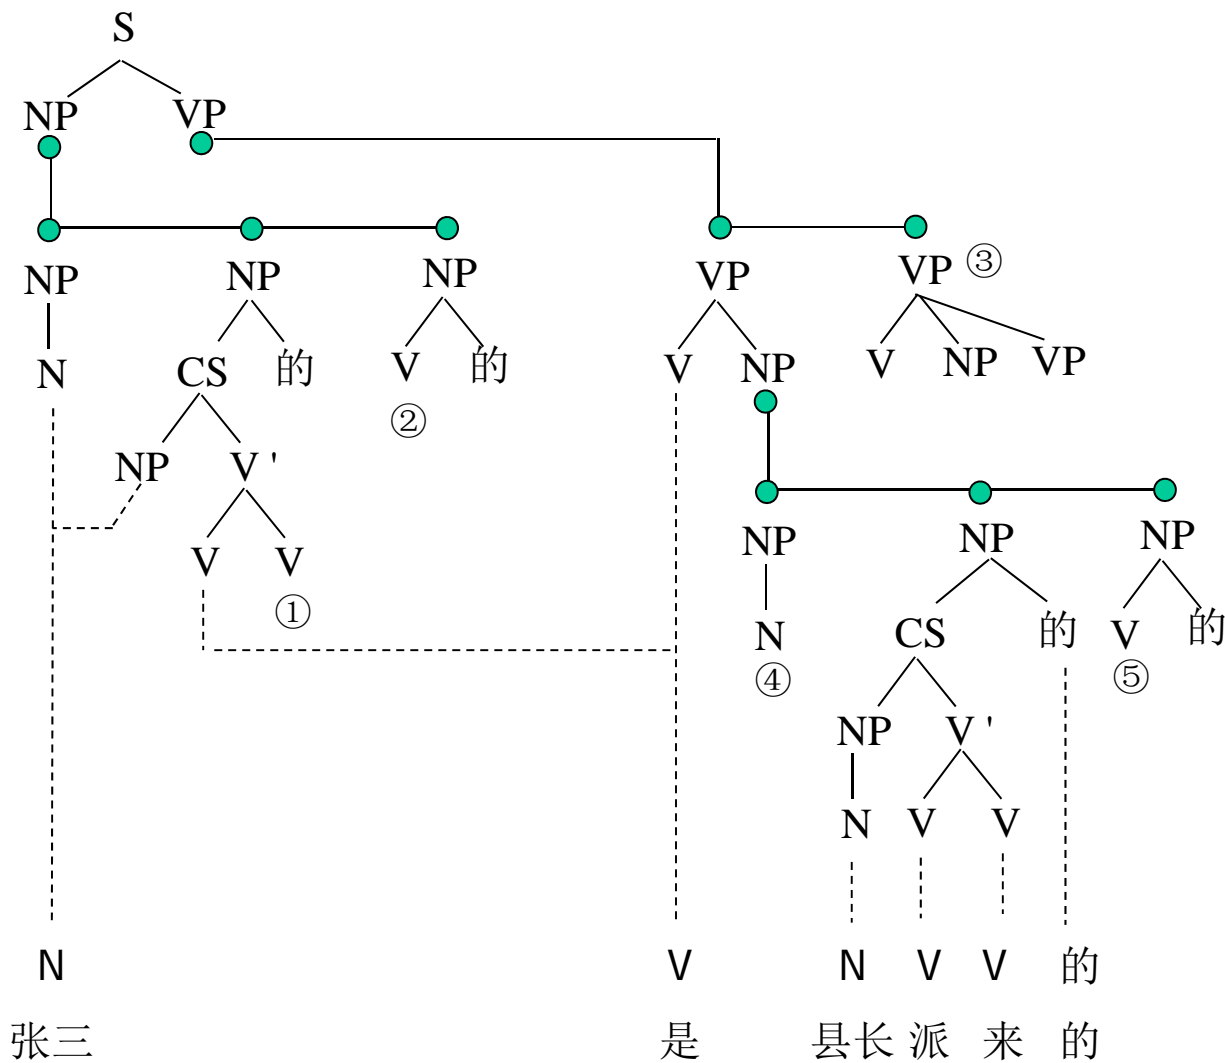 S
NP VP
NP NP NP VP VP ③
N CS 的 V 的 V NP V NP VP
②
NP V '
V V NP NP NP
① N CS 的 V 的
④ ⑤
NP V '
N V V
N V N V V 的
张三 是 县长 派 来 的